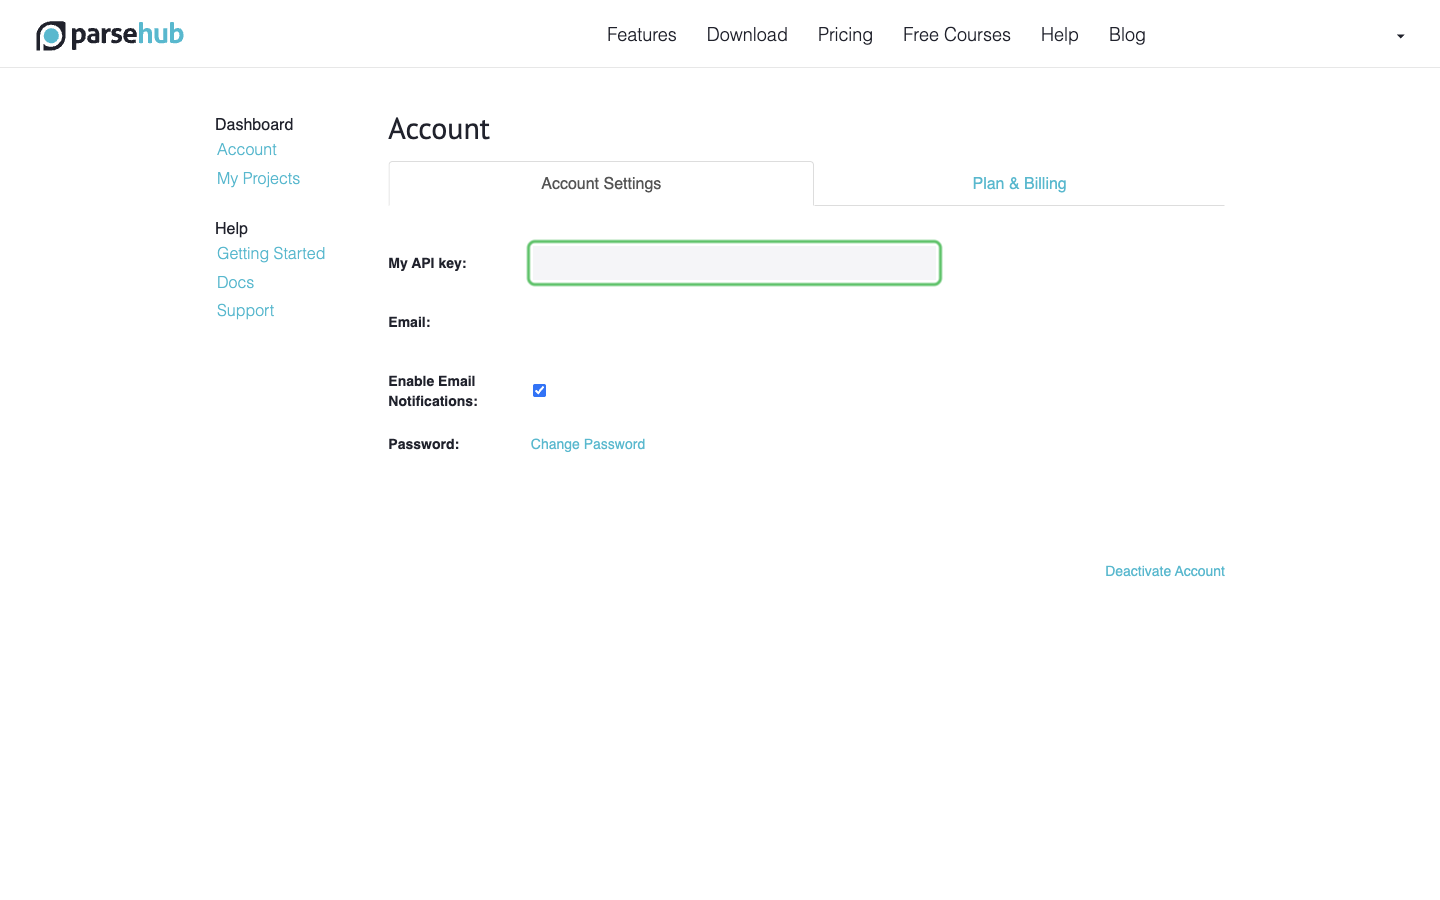 parsehub
Features Download Pricing Free Courses Help Blog
Dashboard
Account
My Projects
Help
Getting Started
Docs
Support
Account
Account Settings Plan & Billing
My API key:
Email:
Enable Email
Notifications:
Password: Change Password
Deactivate Account